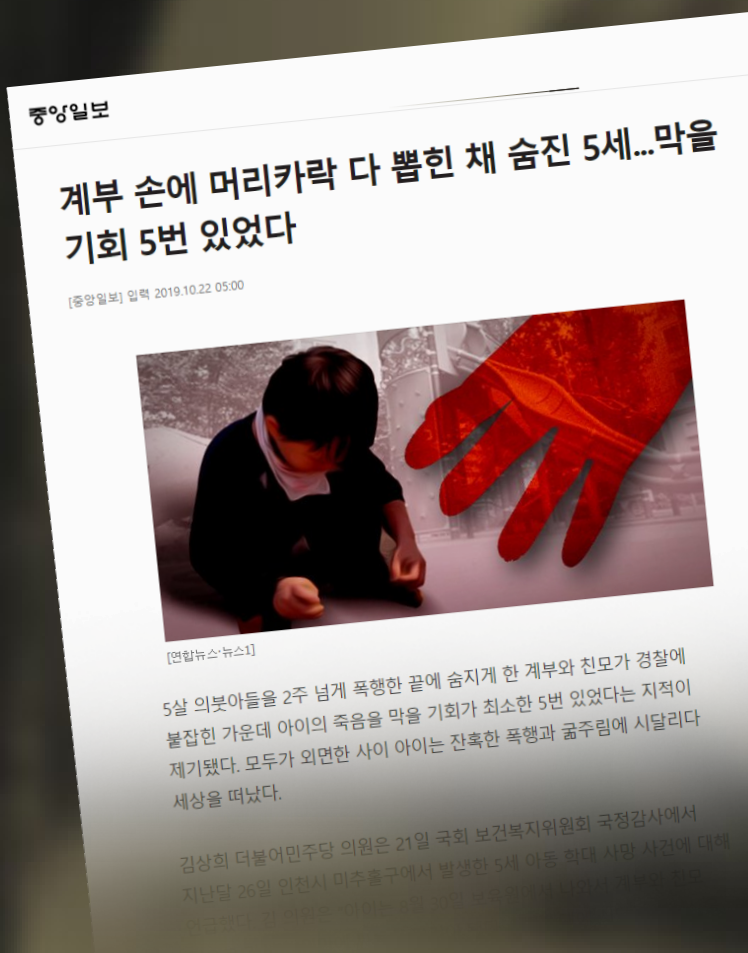 중앙일보
계부 손에 머리카락 다 뽑힌 채 숨진 5세...막을
기회 5번 있었다
[중앙일보] 입력 2019.10.22 05:00
[연합뉴스·뉴스1]
5살 의붓아들을 2주 넘게 폭행한 끝에 숨지게 한 계부와 친모가 경찰에
붙잡힌 가운데 아이의 죽음을 막을 기회가 최소한 5번 있었다는 지적이
제기됐다. 모두가 외면한 사이 아이는 잔혹한 폭행과 굶주림에 시달리다
세상을 떠났다.
김상희 더불어민주당 의원은 21일 국회 보건복지위원회 국정감사에서
지난달 26일 인천시 미추홀구에서 발생한 5세 아동 학대 사망 사건에 대해